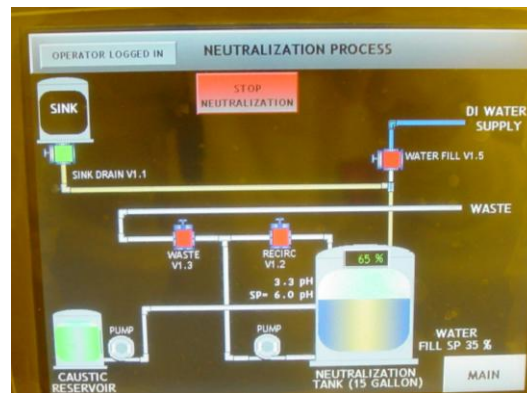 OPERATOR LOGGED IN
NEUTRALIZATION PROCESS
STOP
NEUTRALIZATION
SINK
DI WATER
SUPPLY
SINK DRAIN V1.1
WATER FILL V1.5
WASTE
WASTE
V1.3
RECIRC
V1.2
65 %
3.3 pH
SP= 6.0 pH
PUMP
PUMP
WATER
FILL SP 35 %
CAUSTIC
RESERVOIR
NEUTRALIZATION
TANK (15 GALLON)
MAIN